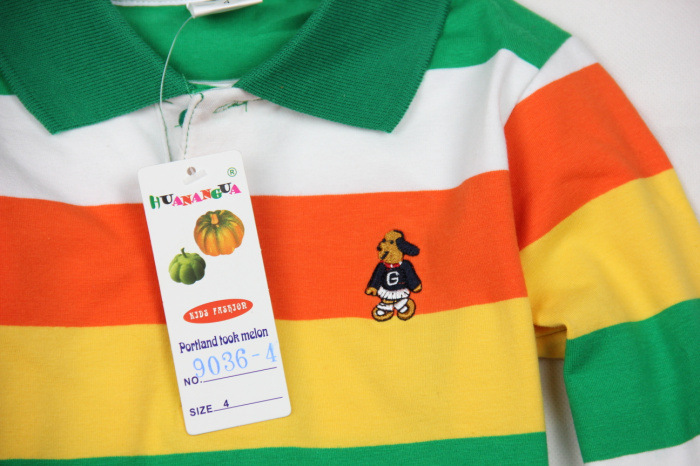 HUANANGUA ®
KIDS FASHION
Portland took melon
NO. 9036-4
SIZE 4
G